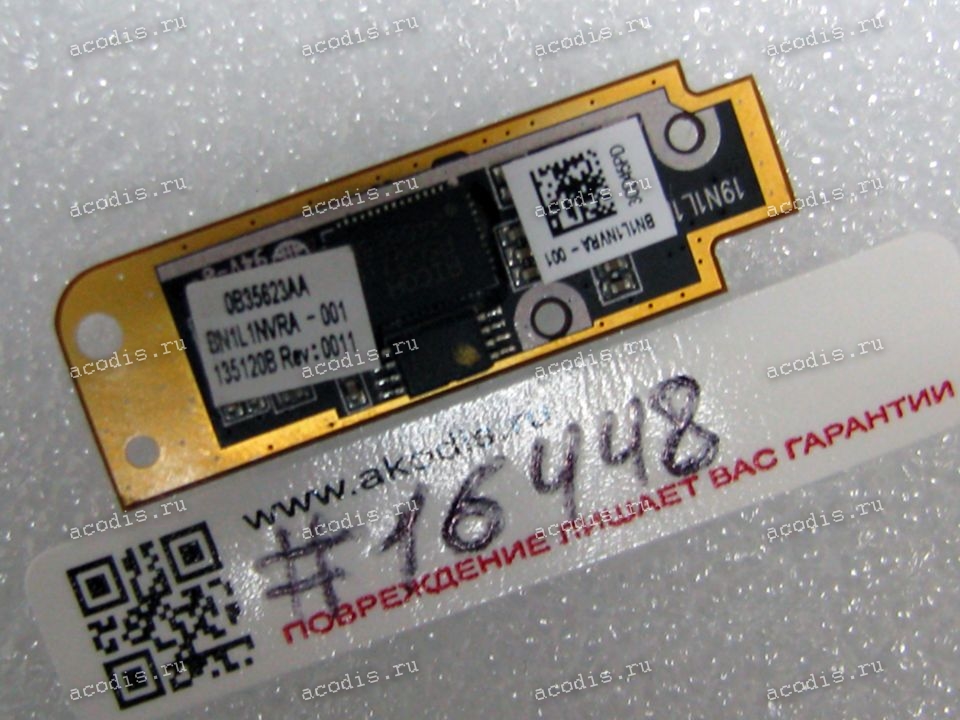 0B35623AA
BN1L1NVRA - 001
135120B Rev:0011
BN1L1NVRA - 001
19N1L1
www.akodis.ru
#16448
ПОВРЕЖДЕНИЕ ЛИШАЕТ ВАС ГАРАНТИИ
acodis.ru